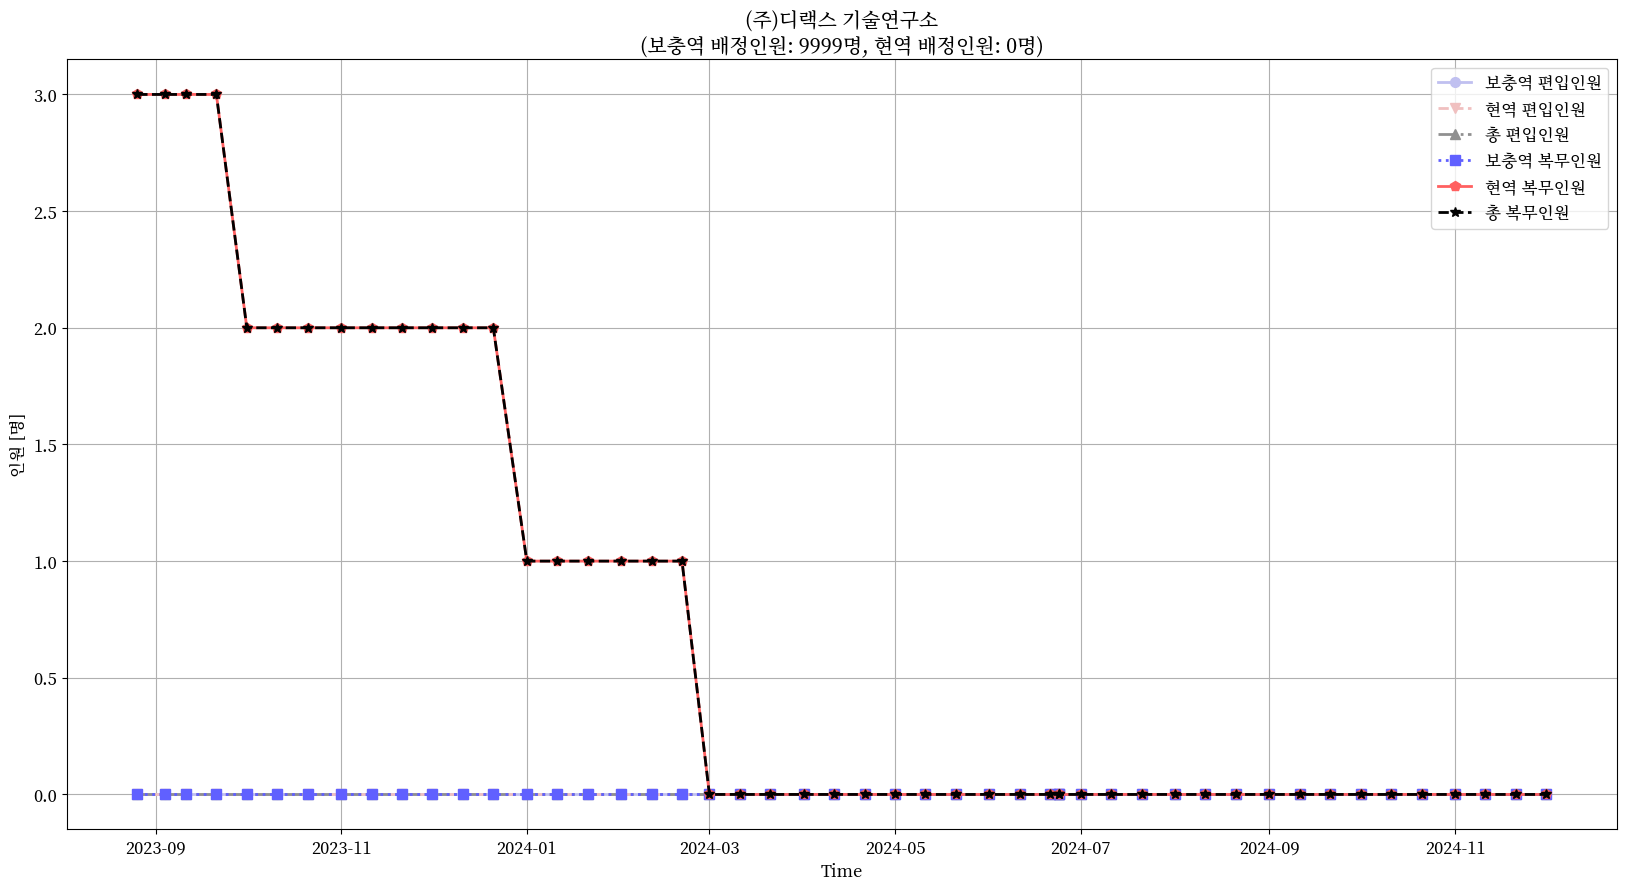 (주)디랙스 기술연구소
(보충역 배정인원: 9999명, 현역 배정인원: 0명)
보충역 편입인원
현역 편입인원
총 편입인원
보충역 복무인원
현역 복무인원
총 복무인원
인원 [명]
3.0
2.5
2.0
1.5
1.0
0.5
0.0
2023-09
2023-11
2024-01
2024-03
2024-05
2024-07
2024-09
2024-11
Time